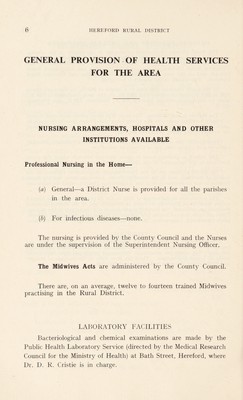 6 HEREFORD RURAL DISTRICT
GENERAL PROVISION OF HEALTH SERVICES
FOR THE AREA
NURSING ARRANGEMENTS, HOSPITALS AND OTHER
INSTITUTIONS AVAILABLE
Professional Nursing in the Home—
(a) General—a District Nurse is provided for all the parishes
in the area.
(b) For infectious diseases—none.
The nursing is provided by the County Council and the Nurses
are under the supervision of the Superintendent Nursing Officer.
The Midwives Acts are administered by the County Council.
There are, on an average, twelve to fourteen trained Midwives
practising in the Rural District.
LABORATORY FACILITIES
Bacteriological and chemical examinations are made by the
Public Health Laboratory Service (directed by the Medical Research
Council for the Ministry of Health) at Bath Street, Hereford, where
Dr. D. R. Cristie is in charge.